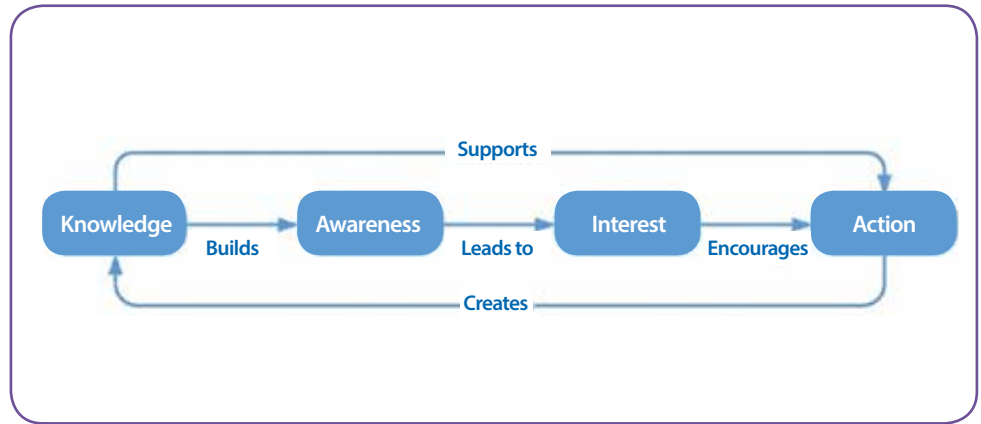 Supports
Knowledge
Awareness
Interest
Action
Builds
Leads to
Encourages
Creates